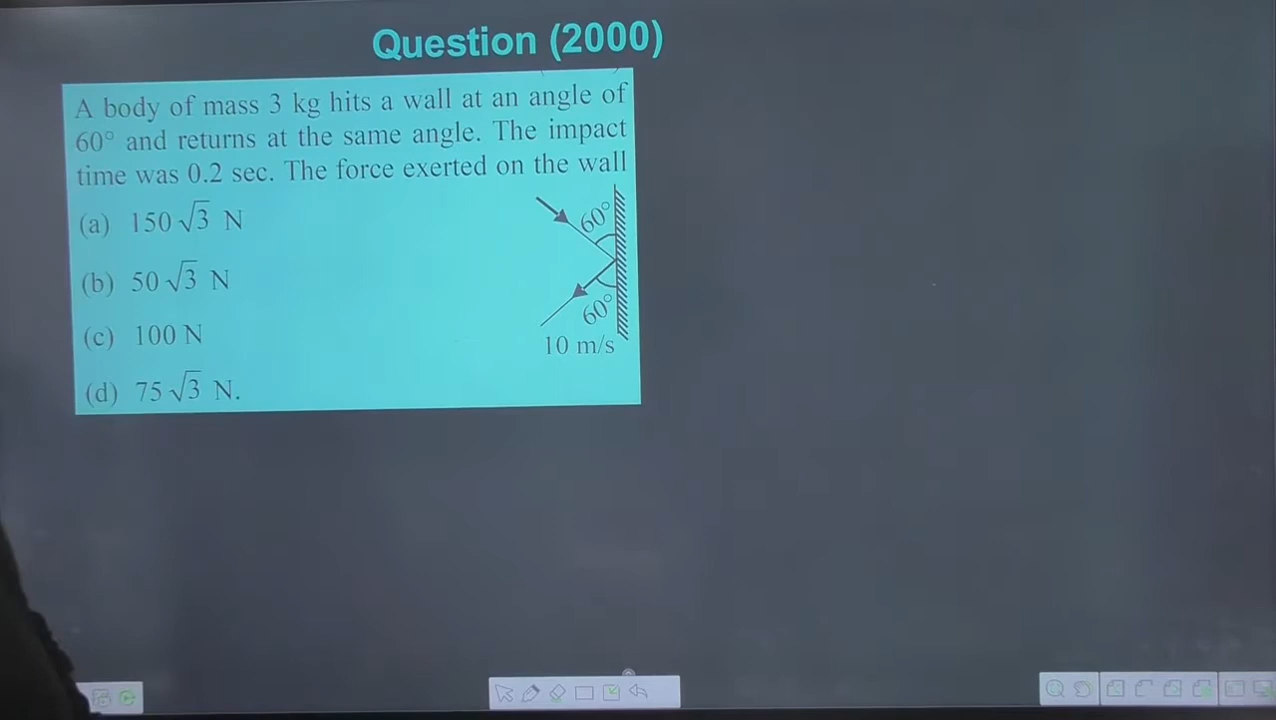 Question (2000)
A body of mass 3 kg hits a wall at an angle of
60° and returns at the same angle. The impact
time was 0.2 sec. The force exerted on the wall
(a) 150 √3 N
(b) 50 √3 N
(c) 100 N
(d) 75 √3 N.
60°
60°
10 m/s